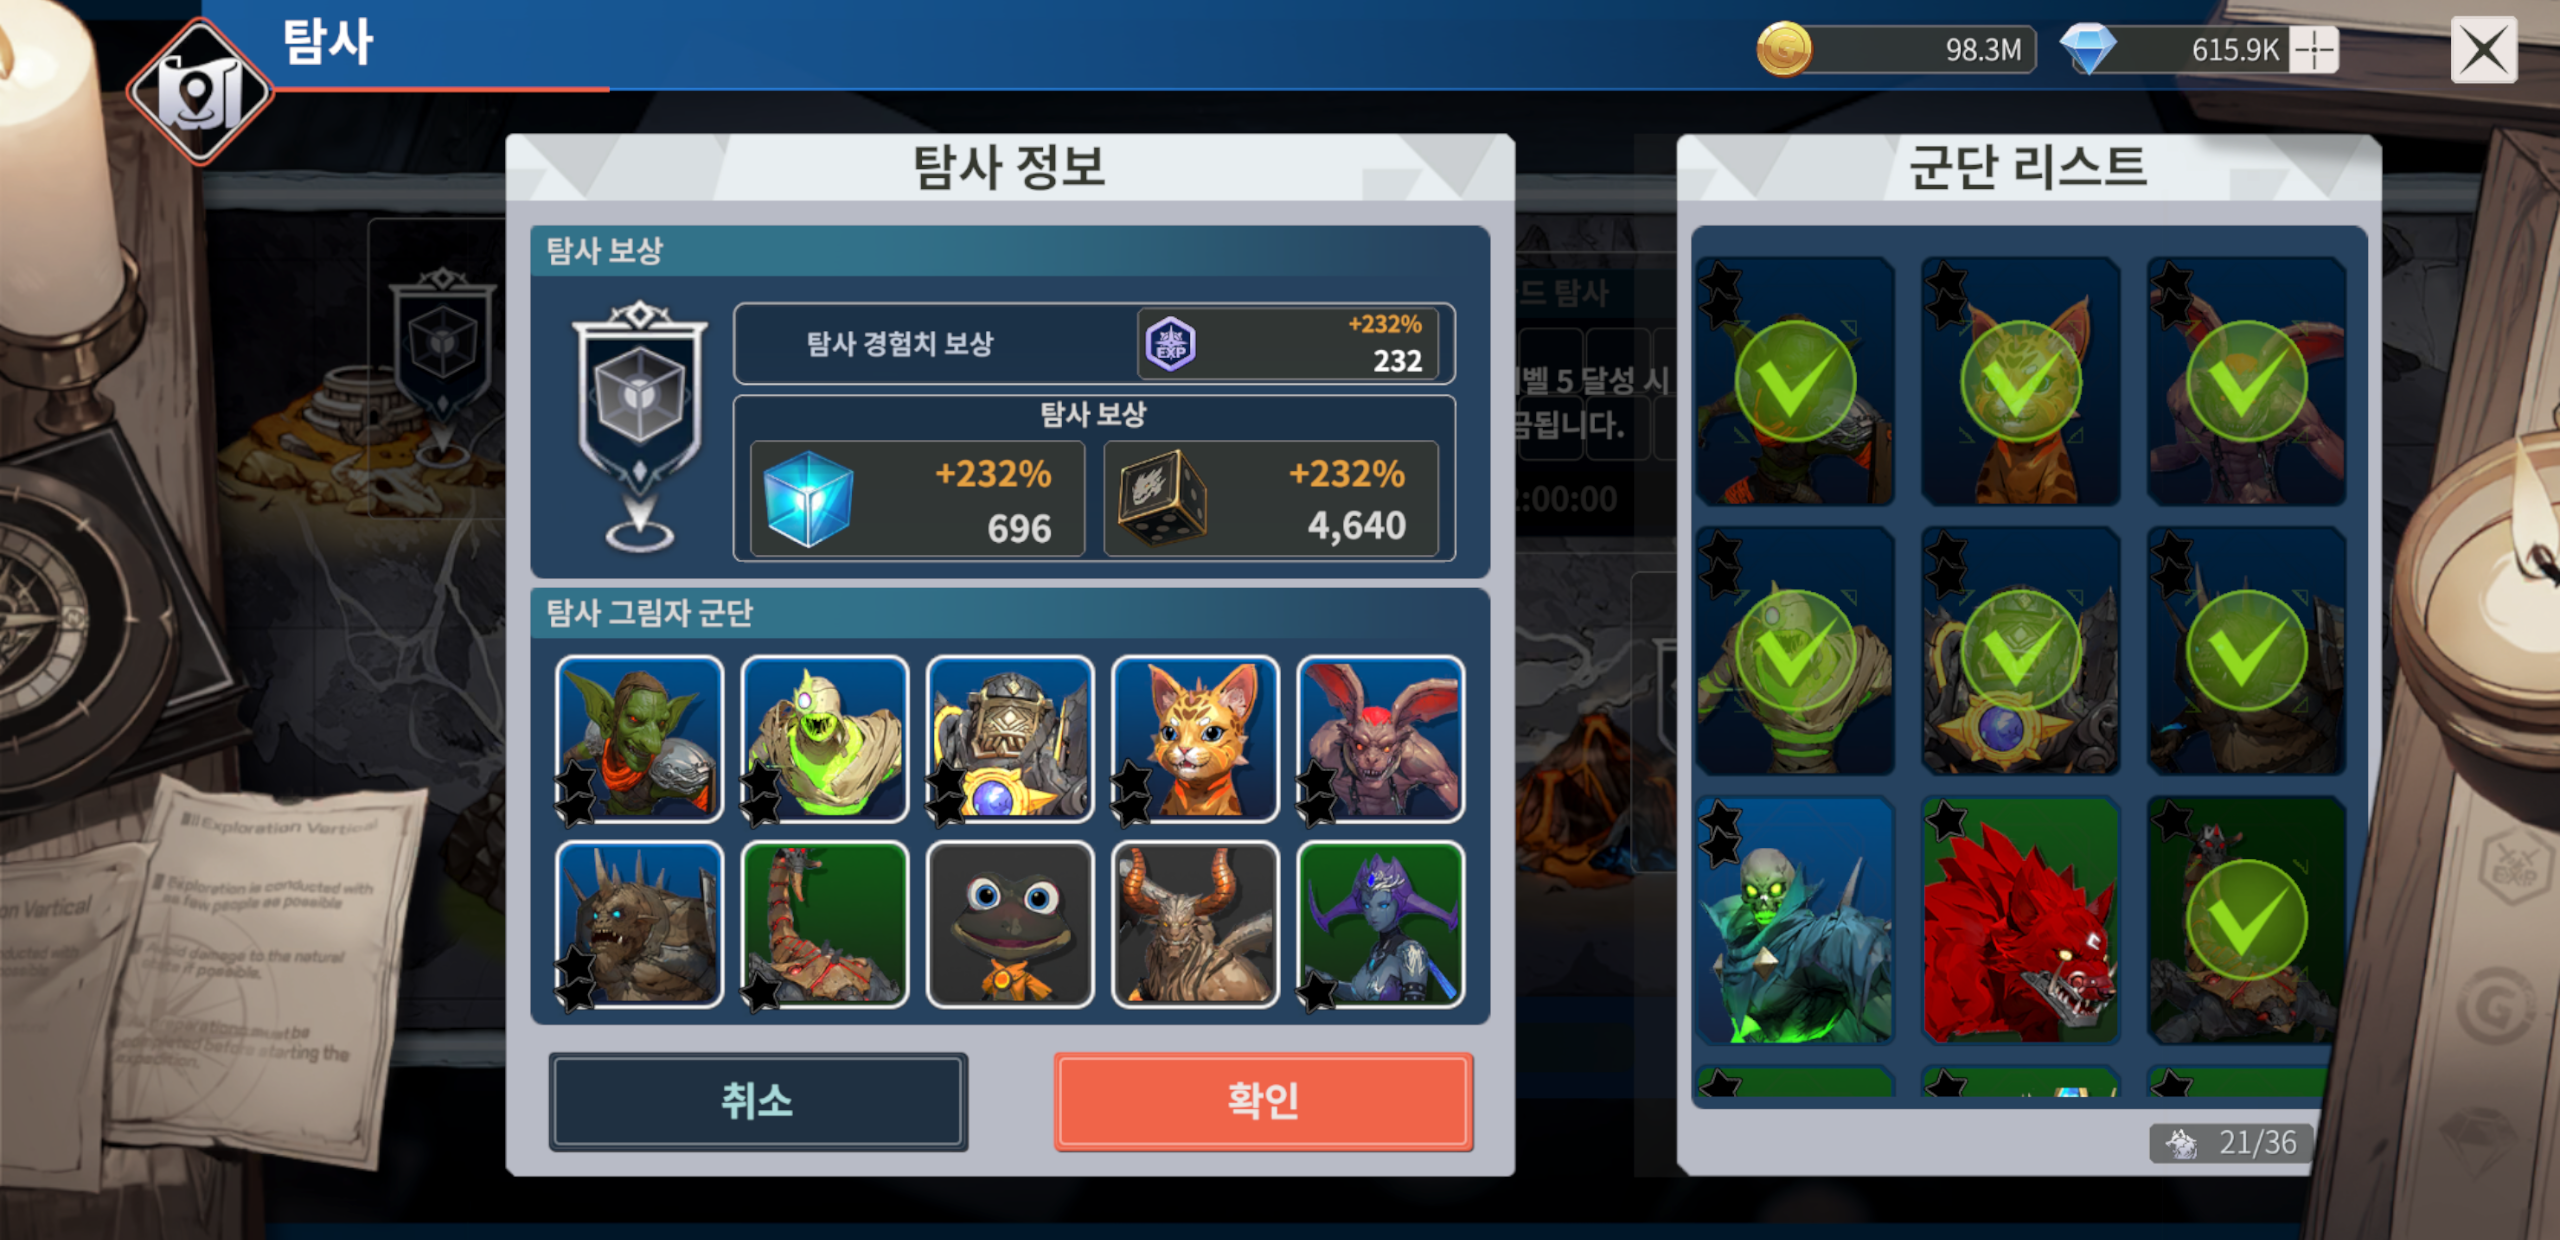 탐사
98.3M
615.9K
탐사 정보
탐사 보상
탐사 경험치 보상
EXP
+232%
232
탐사 보상
+232%
696
+232%
4,640
탐사 그림자 군단
취소
확인
군단 리스트
21/36
드 탐사
벨 5 달성 시
금됩니다.
:00:00
Exploration Vertical
Exploration is conducted with
as few people as possible
Avoid damage to the natural
state if possible.
Preparations must be
completed before starting the
expedition.
on Vertical
EXP
G